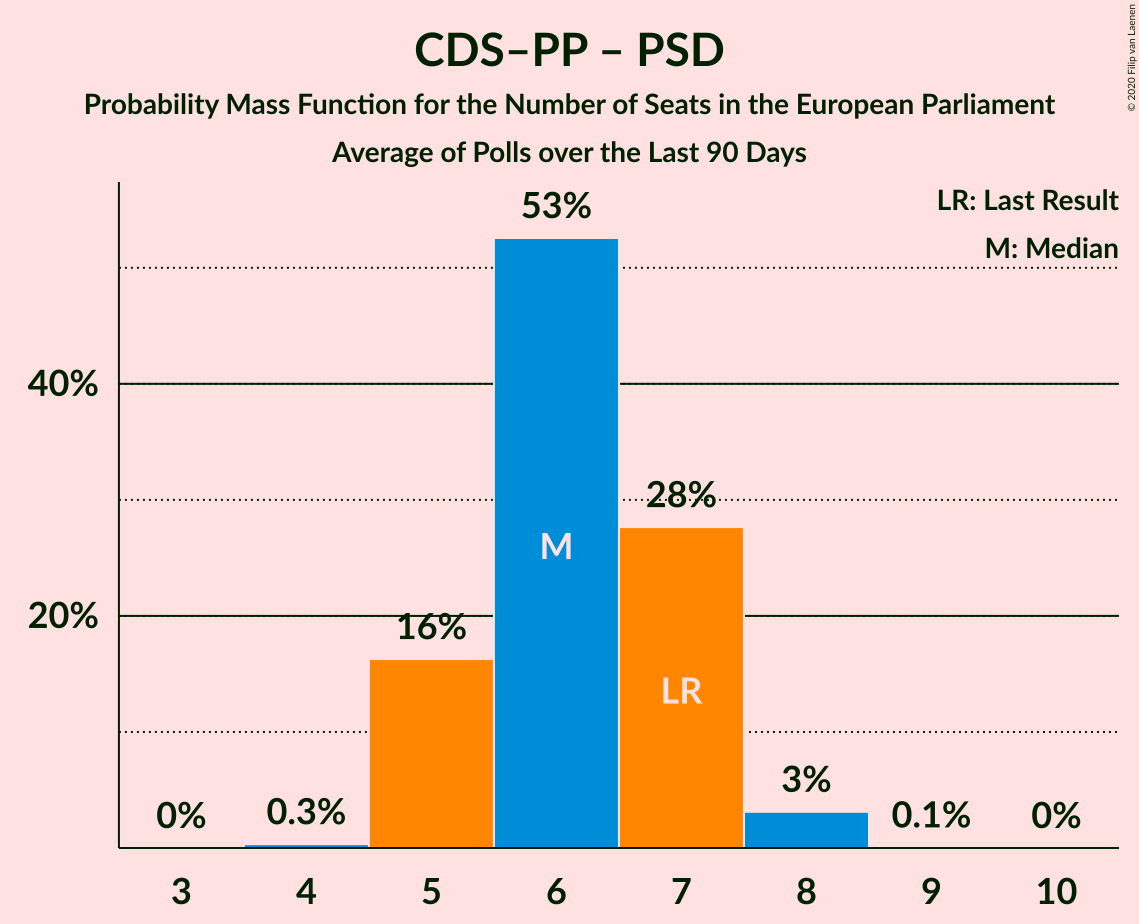 CDS–PP – PSD
Probability Mass Function for the Number of Seats in the European Parliament
Average of Polls over the Last 90 Days
© 2020 Filip van Laenen
LR: Last Result
M: Median
53%
40%
28%
M
20%
16%
LR
3%
0%
0.3%
0.1%
0%
3 4 5 6 7 8 9 10